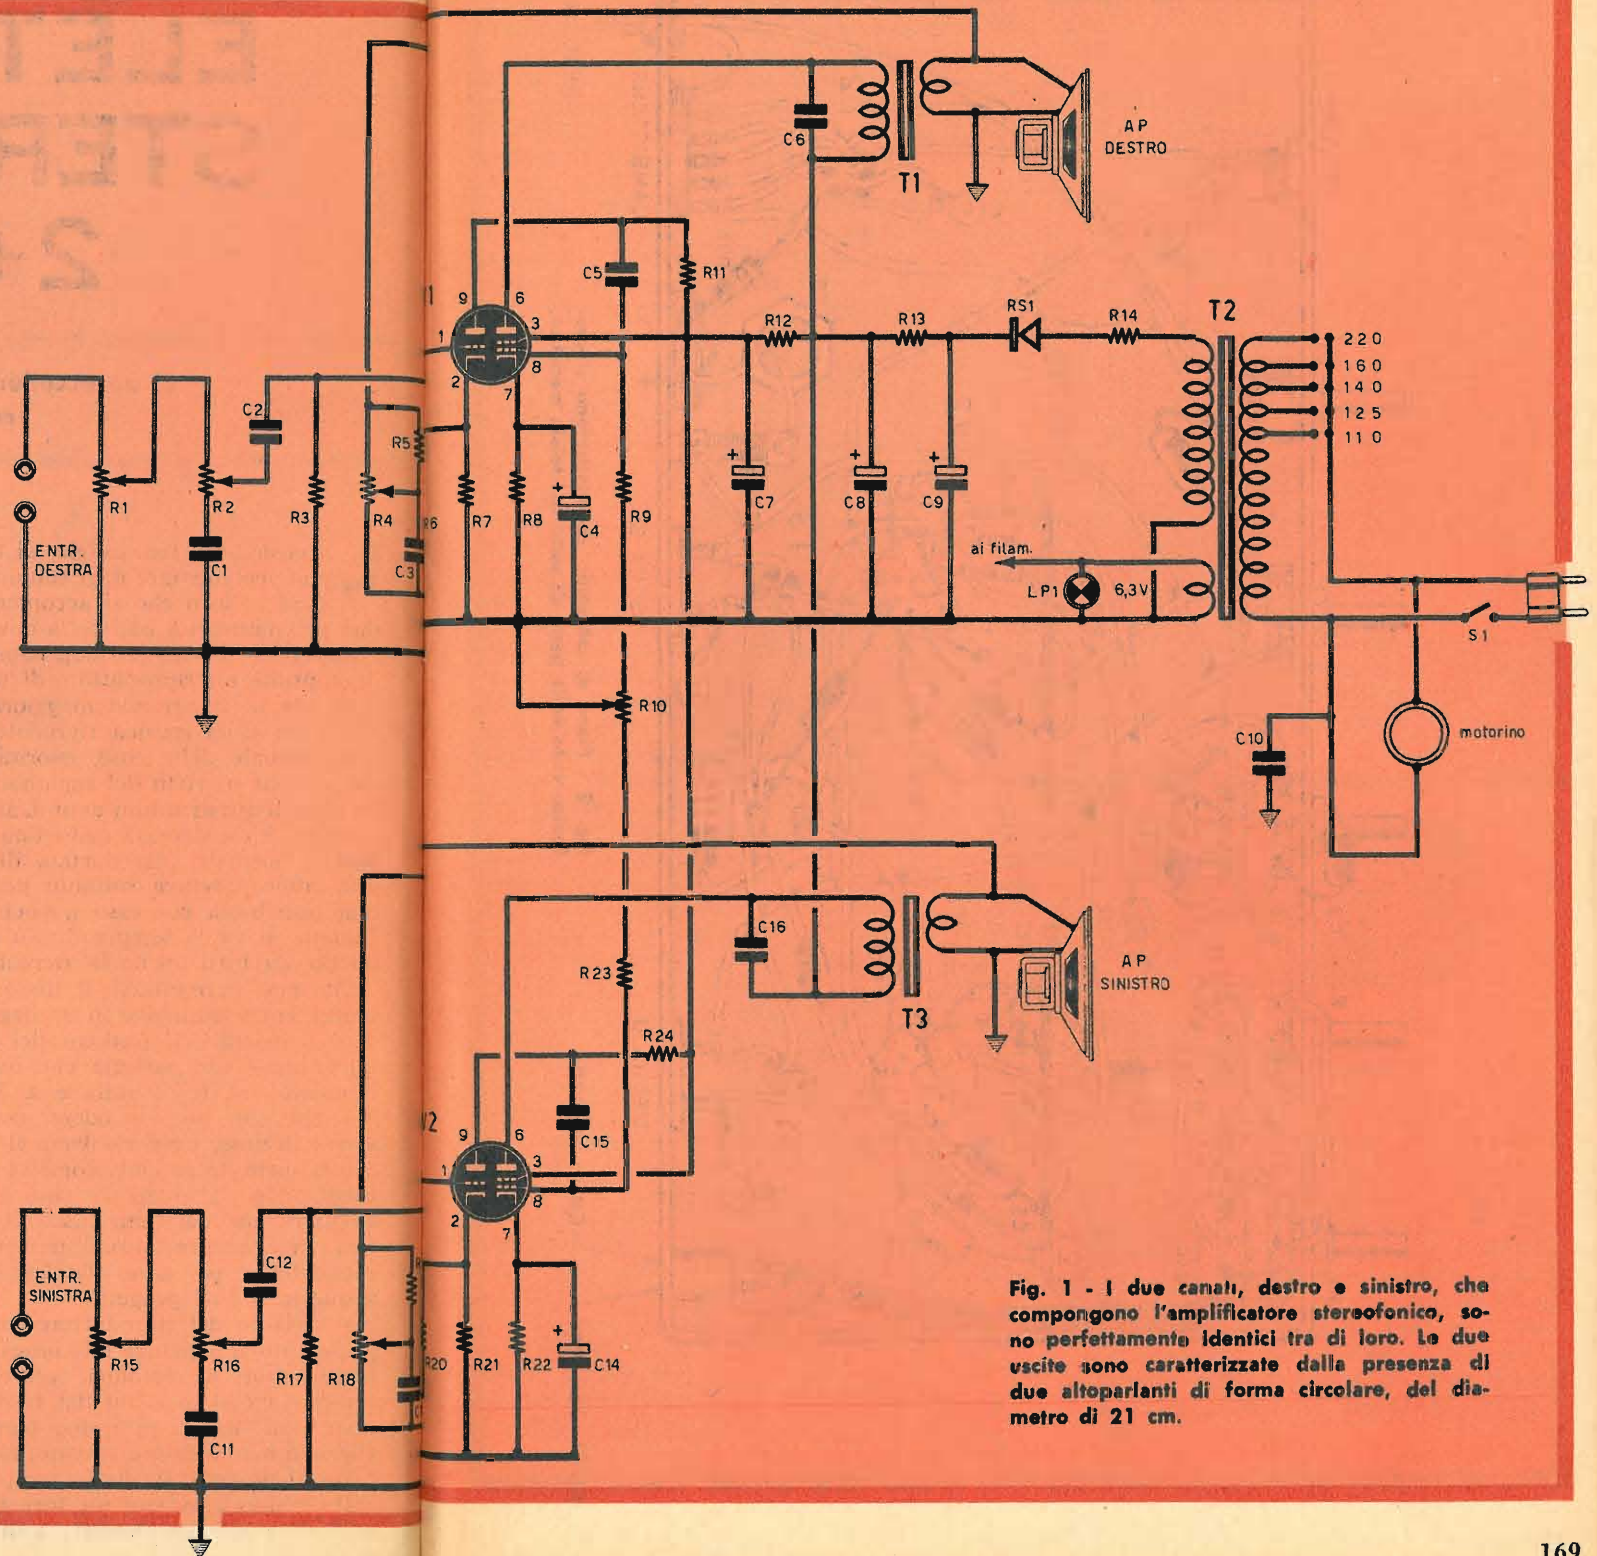 AP
DESTRO
C6
T1
C5
R11
9
6
1
3
8
2
7
R12
R13
RS1
R14
T2
220
160
140
125
110
C2
R5
R1
R2
R3
R4
R6
R7
R8
C4
R9
C7
C8
C9
ENTR.
DESTRA
C1
C3
ai filam.
LP1
6,3V
S1
R10
C10
motorino
C16
R23
AP
SINISTRO
T3
R24
V2
9
6
C15
1
3
8
2
7
C12
ENTR.
SINISTRA
R15
R16
R17
R18
R20
R21
R22
C14
C11
Fig. 1 - I due canali, destro e sinistro, che
compongono l'amplificatore stereofonico, so-
no perfettamente identici tra di loro. Le due
uscite sono caratterizzate dalla presenza di
due altoparlanti di forma circolare, del dia-
metro di 21 cm.
169